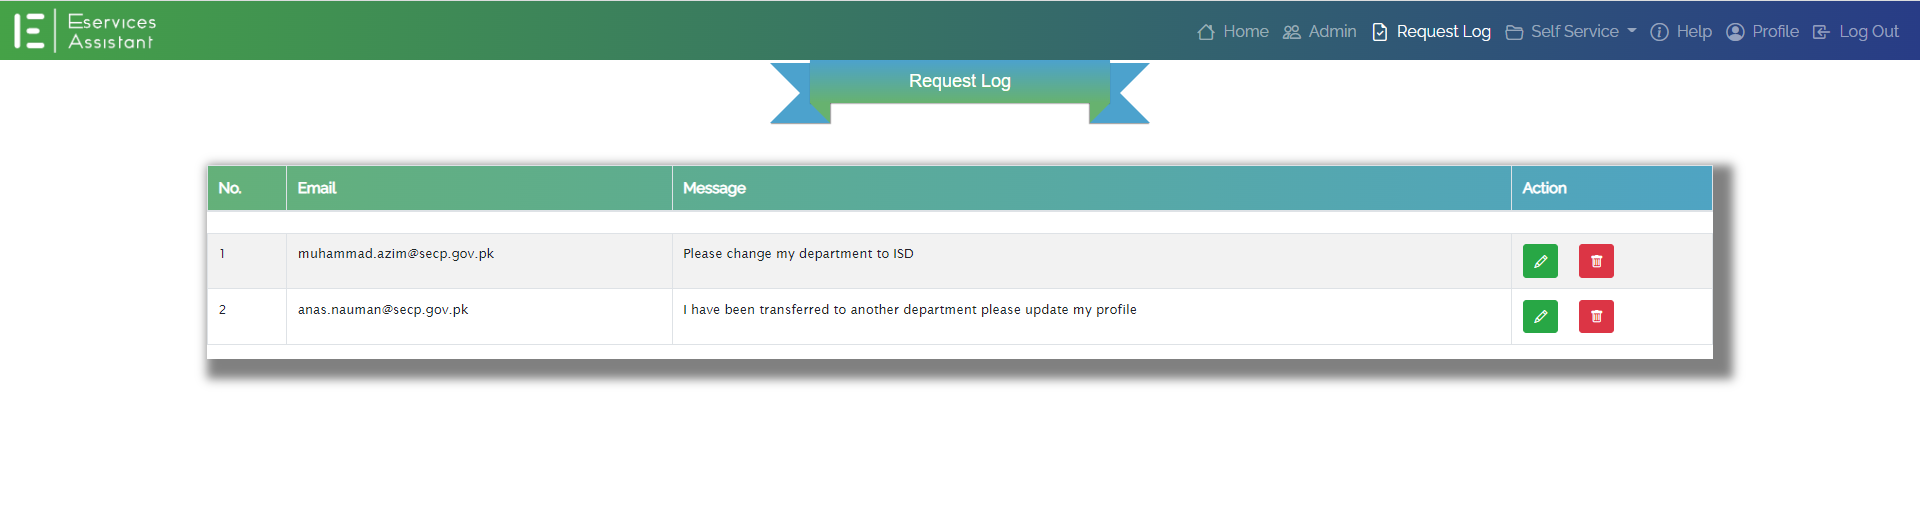 Eservices
Assistant
Home Admin Request Log Self Service Help Profile Log Out
Request Log
No. Email Message Action
1 muhammad.azim@secp.gov.pk Please change my department to ISD
2 anas.nauman@secp.gov.pk I have been transferred to another department please update my profile